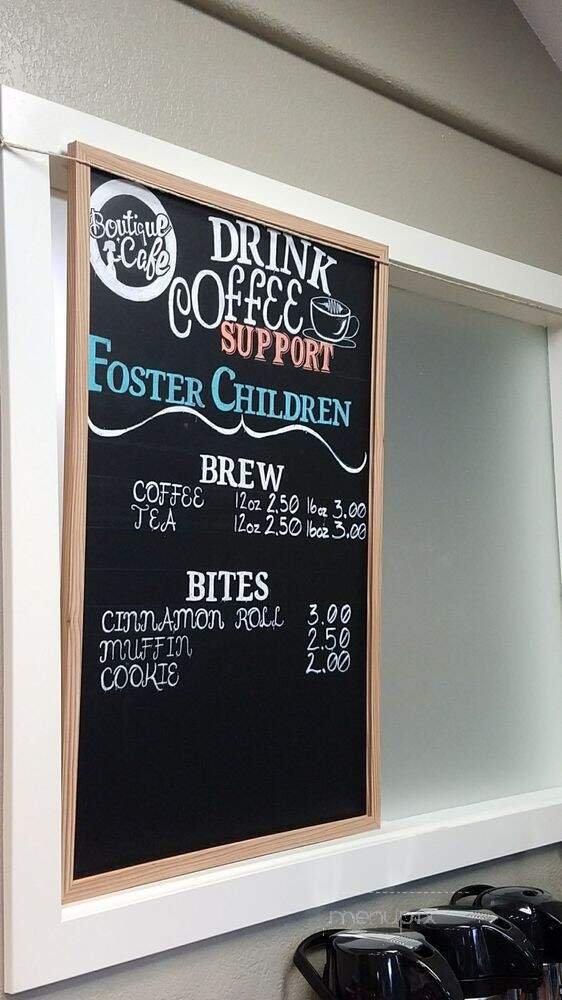 Boutique
Cafe
DRINK
COFFEE
SUPPORT
FOSTER CHILDREN
BREW
COFFEE 12oz 2.50 16oz 3.00
TEA 12oz 2.50 16oz 3.00
BITES
CINNAMON ROLL 3.00
MUFFIN 2.50
COOKIE 2.00
menupix